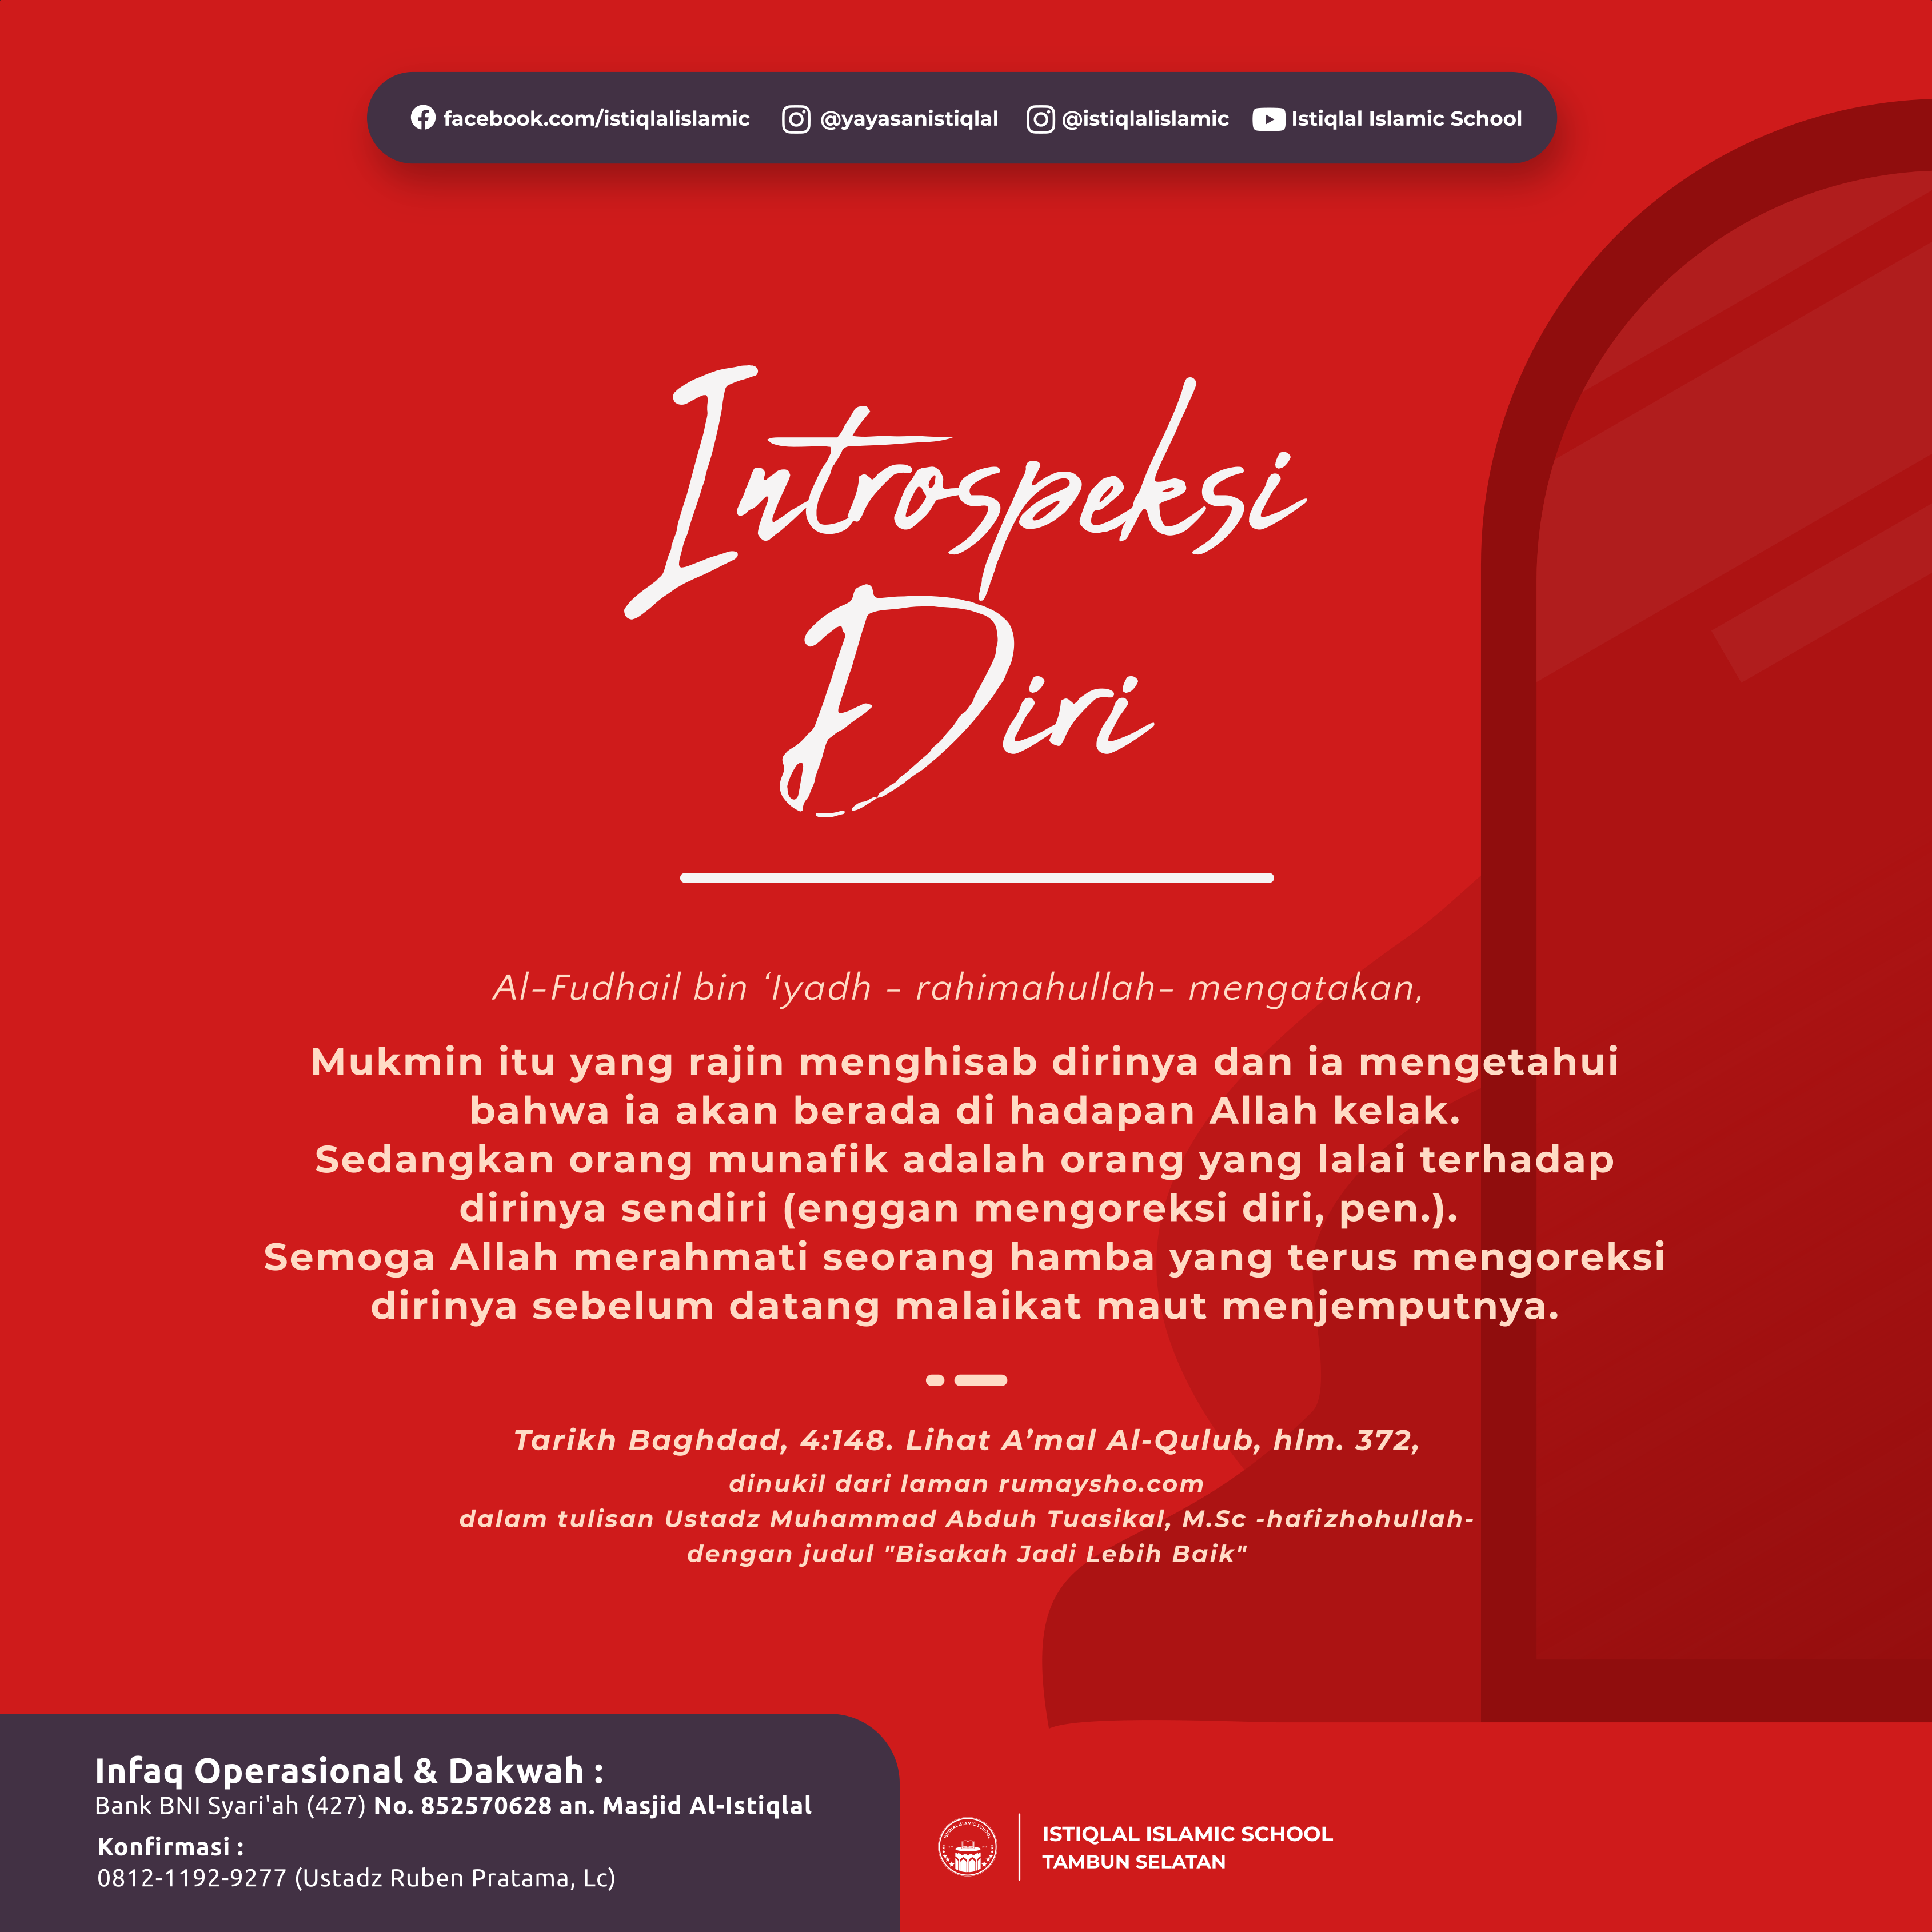 facebook.com/istiqlalislamic @yayasanistiqlal @istiqlalislamic Istiqlal Islamic School
Introspeksi
Diri
Al-Fudhail bin ‘Iyadh - rahimahullah- mengatakan,
Mukmin itu yang rajin menghisab dirinya dan ia mengetahui
bahwa ia akan berada di hadapan Allah kelak.
Sedangkan orang munafik adalah orang yang lalai terhadap
dirinya sendiri (enggan mengoreksi diri, pen.).
Semoga Allah merahmati seorang hamba yang terus mengoreksi
dirinya sebelum datang malaikat maut menjemputnya.
Tarikh Baghdad, 4:148. Lihat A’mal Al-Qulub, hlm. 372,
dinukil dari laman rumaysho.com
dalam tulisan Ustadz Muhammad Abduh Tuasikal, M.Sc -hafizhohullah-
dengan judul "Bisakah Jadi Lebih Baik"
Infaq Operasional & Dakwah :
Bank BNI Syari'ah (427) No. 852570628 an. Masjid Al-Istiqlal
Konfirmasi :
0812-1192-9277 (Ustadz Ruben Pratama, Lc)
ISTIQLAL ISLAMIC SCHOOL
ISTIQLAL ISLAMIC SCHOOL
TAMBUN SELATAN